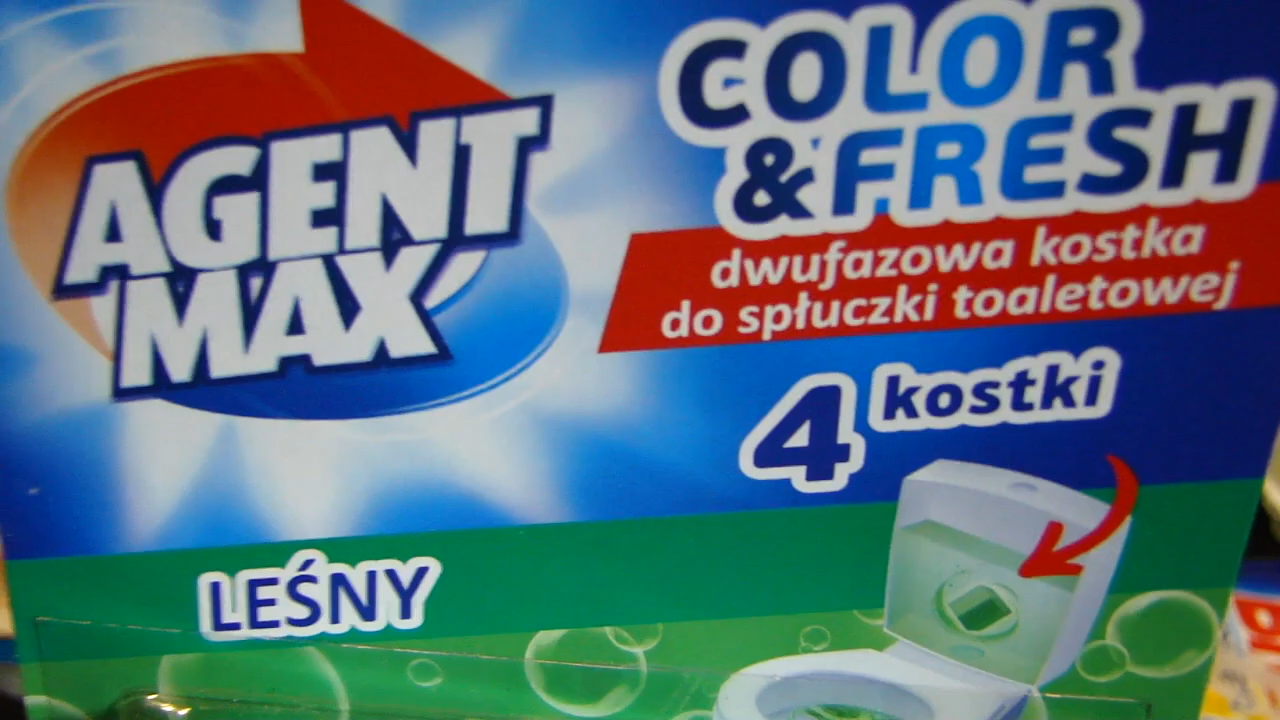 AGENT
MAX
COLOR
& FRESH
dwufazowa kostka
do spłuczki toaletowej
4 kostki
LEŚNY